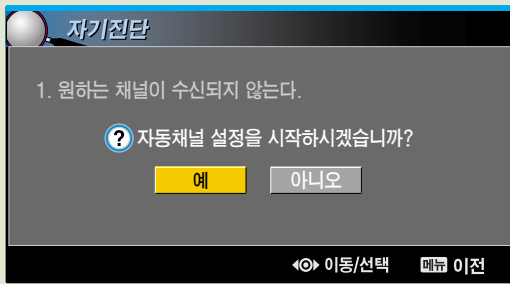 자기진단
1. 원하는 채널이 수신되지 않는다.
? 자동채널 설정을 시작하시겠습니까?
예 아니오
이동/선택 메뉴 이전